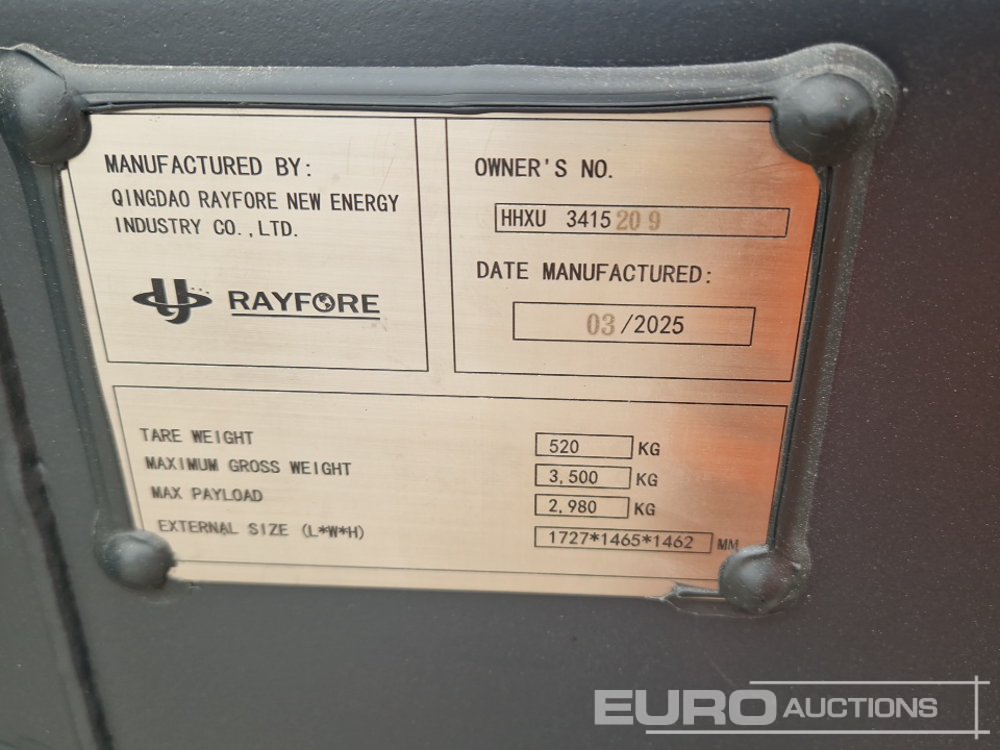 MANUFACTURED BY:
QINGDAO RAYFORE NEW ENERGY
INDUSTRY CO.,LTD.
RAYFORE
OWNER'S NO.
HHXU 3415209
DATE MANUFACTURED:
03/2025
TARE WEIGHT 520 KG
MAXIMUM GROSS WEIGHT 3,500 KG
MAX PAYLOAD 2,980 KG
EXTERNAL SIZE (L*W*H) 1727*1465*1462 MM
EURO AUCTIONS